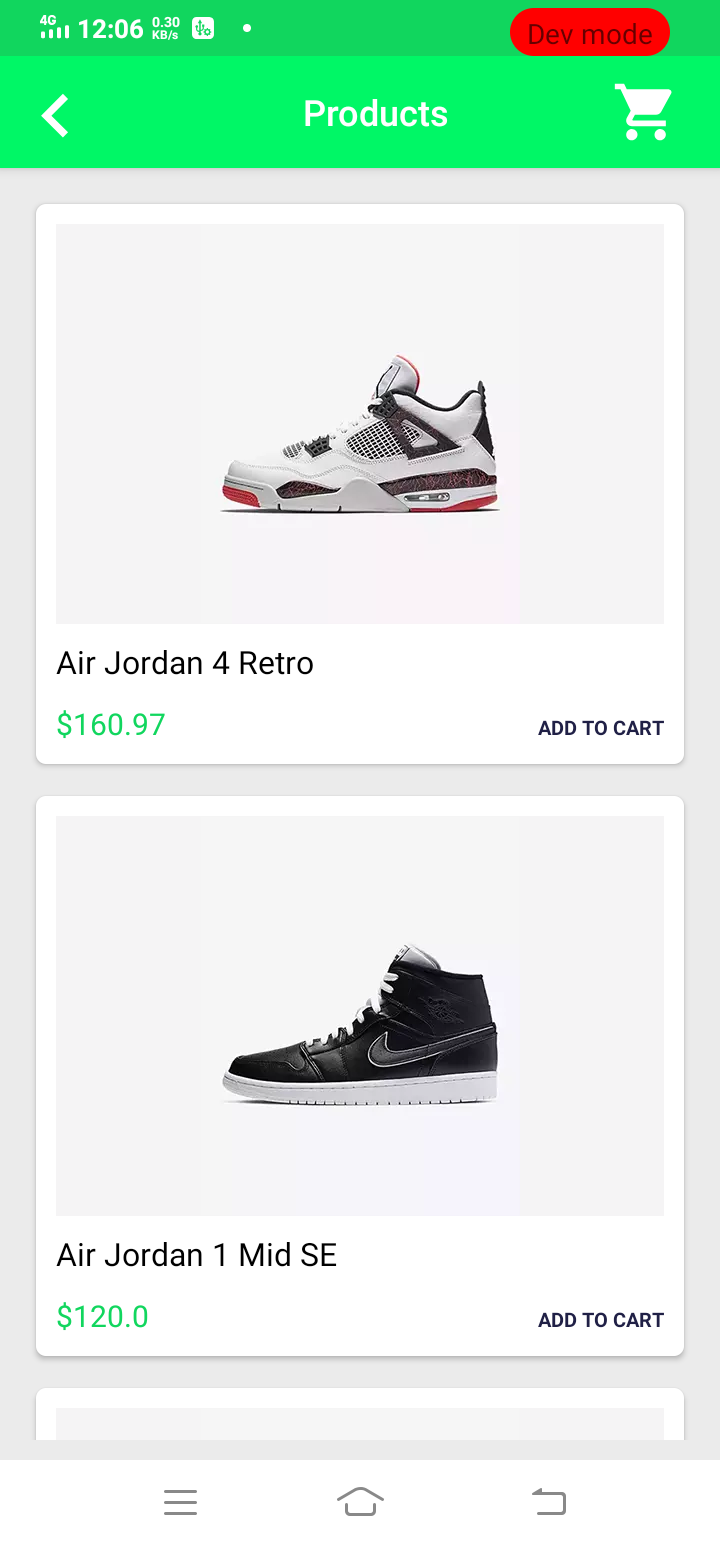 4G 12:06 0.30 KB/s Dev mode
Products
Air Jordan 4 Retro
$160.97 ADD TO CART
Air Jordan 1 Mid SE
$120.0 ADD TO CART